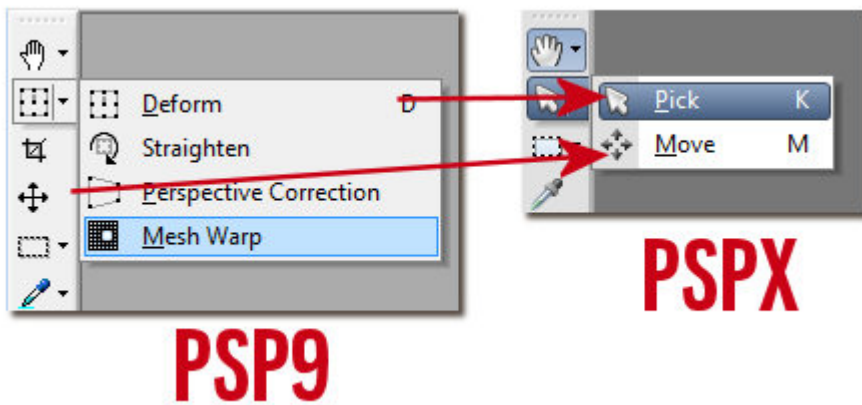 Deform D
Straighten
Perspective Correction
Mesh Warp
PSP9
Pick K
Move M
PSPX